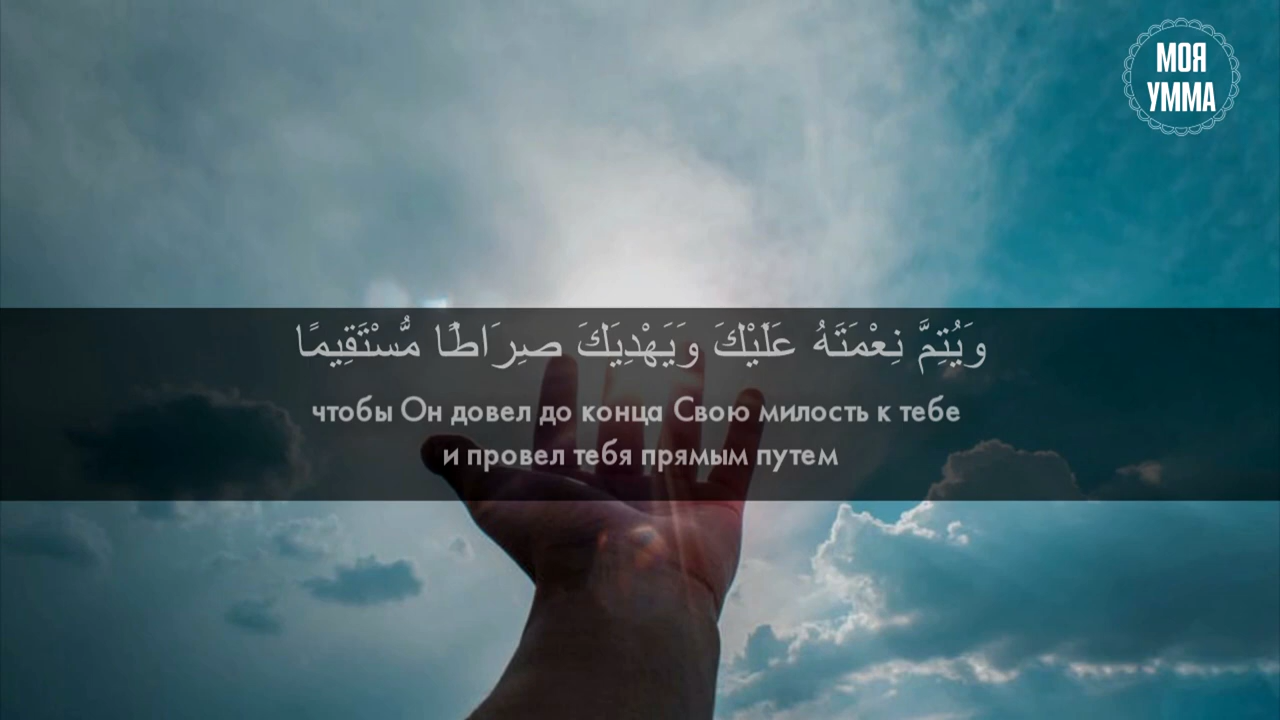 МОЯ
УММА
وَيُتِمَّ نِعْمَتَهُ عَلَيْكَ وَيَهْدِيَكَ صِرَاطًا مُّسْتَقِيمًا
чтобы Он довел до конца Свою милость к тебе
и провел тебя прямым путем